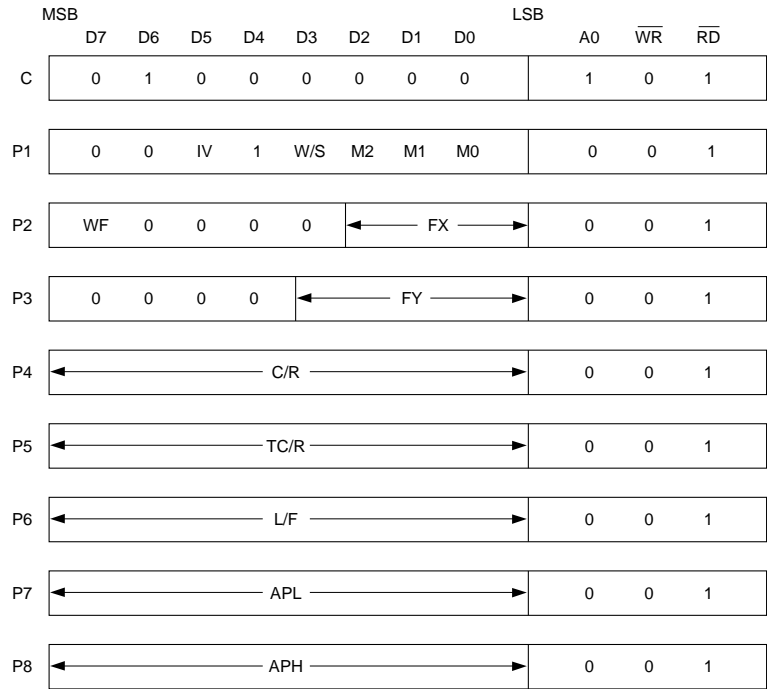 MSB LSB
D7 D6 D5 D4 D3 D2 D1 D0 A0 W̅R̅ R̅D̅
C 0 1 0 0 0 0 0 0 1 0 1
P1 0 0 IV 1 W/S M2 M1 M0 0 0 1
P2 WF 0 0 0 0 FX 0 0 1
P3 0 0 0 0 FY 0 0 1
P4 C/R 0 0 1
P5 TC/R 0 0 1
P6 L/F 0 0 1
P7 APL 0 0 1
P8 APH 0 0 1